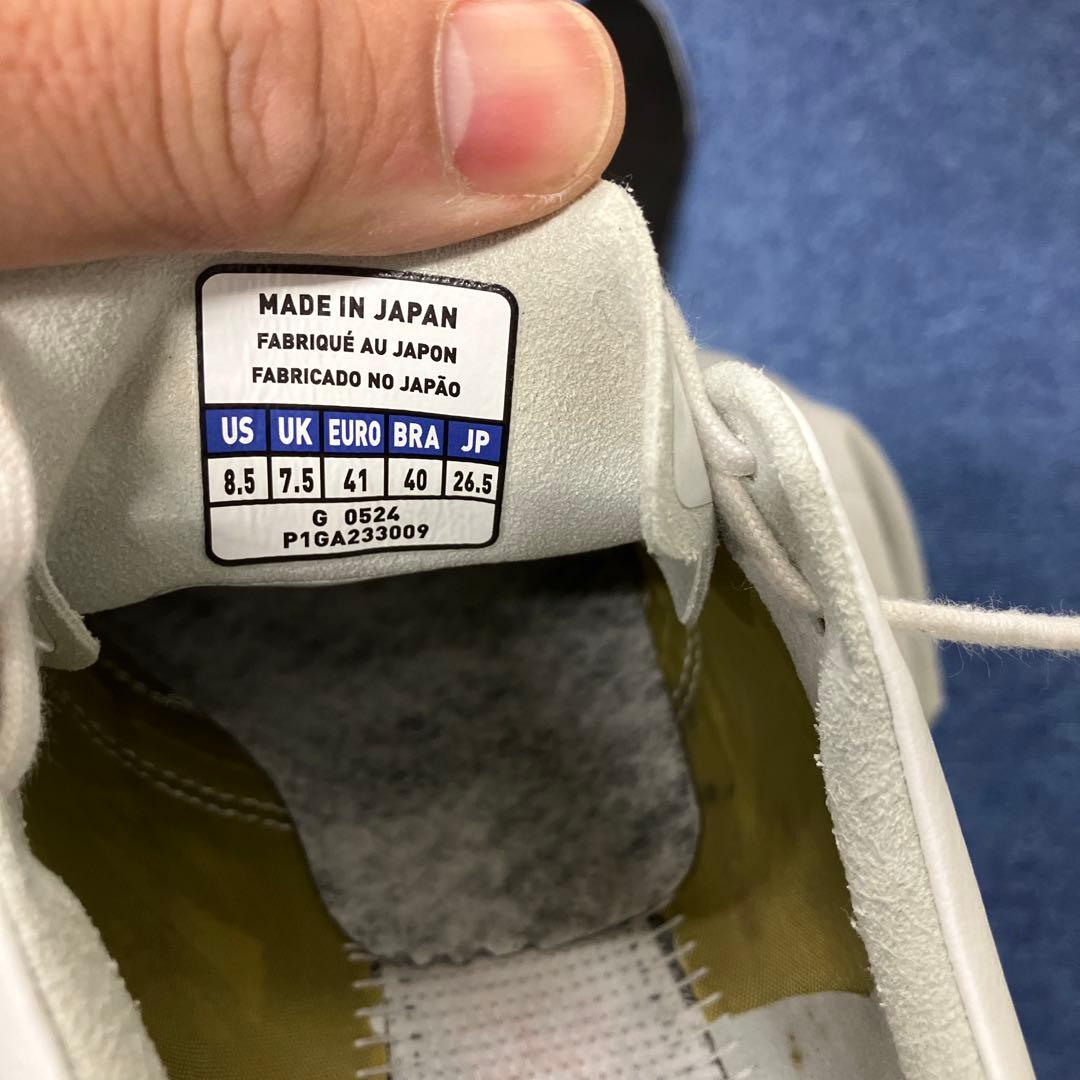 MADE IN JAPAN
FABRIQUÉ AU JAPON
FABRICADO NO JAPÃO
US UK EURO BRA JP
8.5 7.5 41 40 26.5
G 0524
P1GA233009